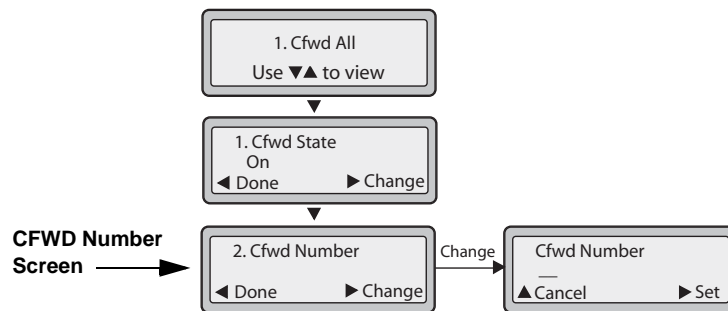 1. Cfwd All
Use ▼▲ to view
▼
1. Cfwd State
On
◀ Done ▶ Change
▼
CFWD Number
Screen
2. Cfwd Number
◀ Done ▶ Change
Change
Cfwd Number
__
▲ Cancel ▶ Set